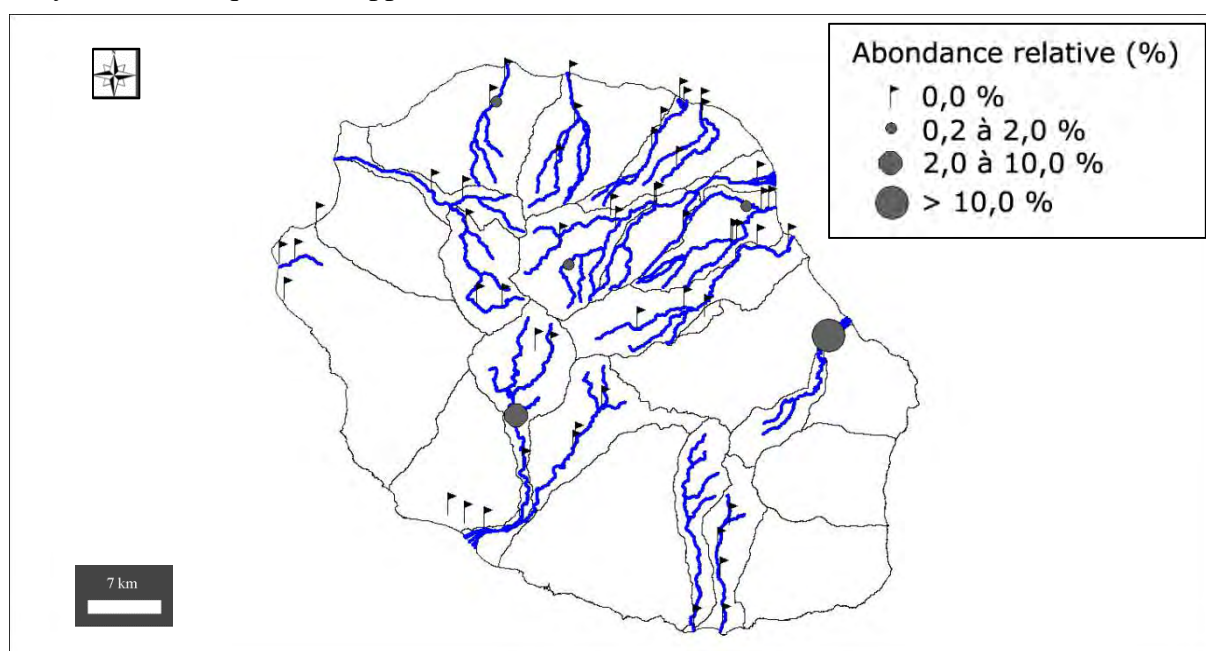 Abondance relative (%)
0,0 %
0,2 à 2,0 %
2,0 à 10,0 %
> 10,0 %
7 km